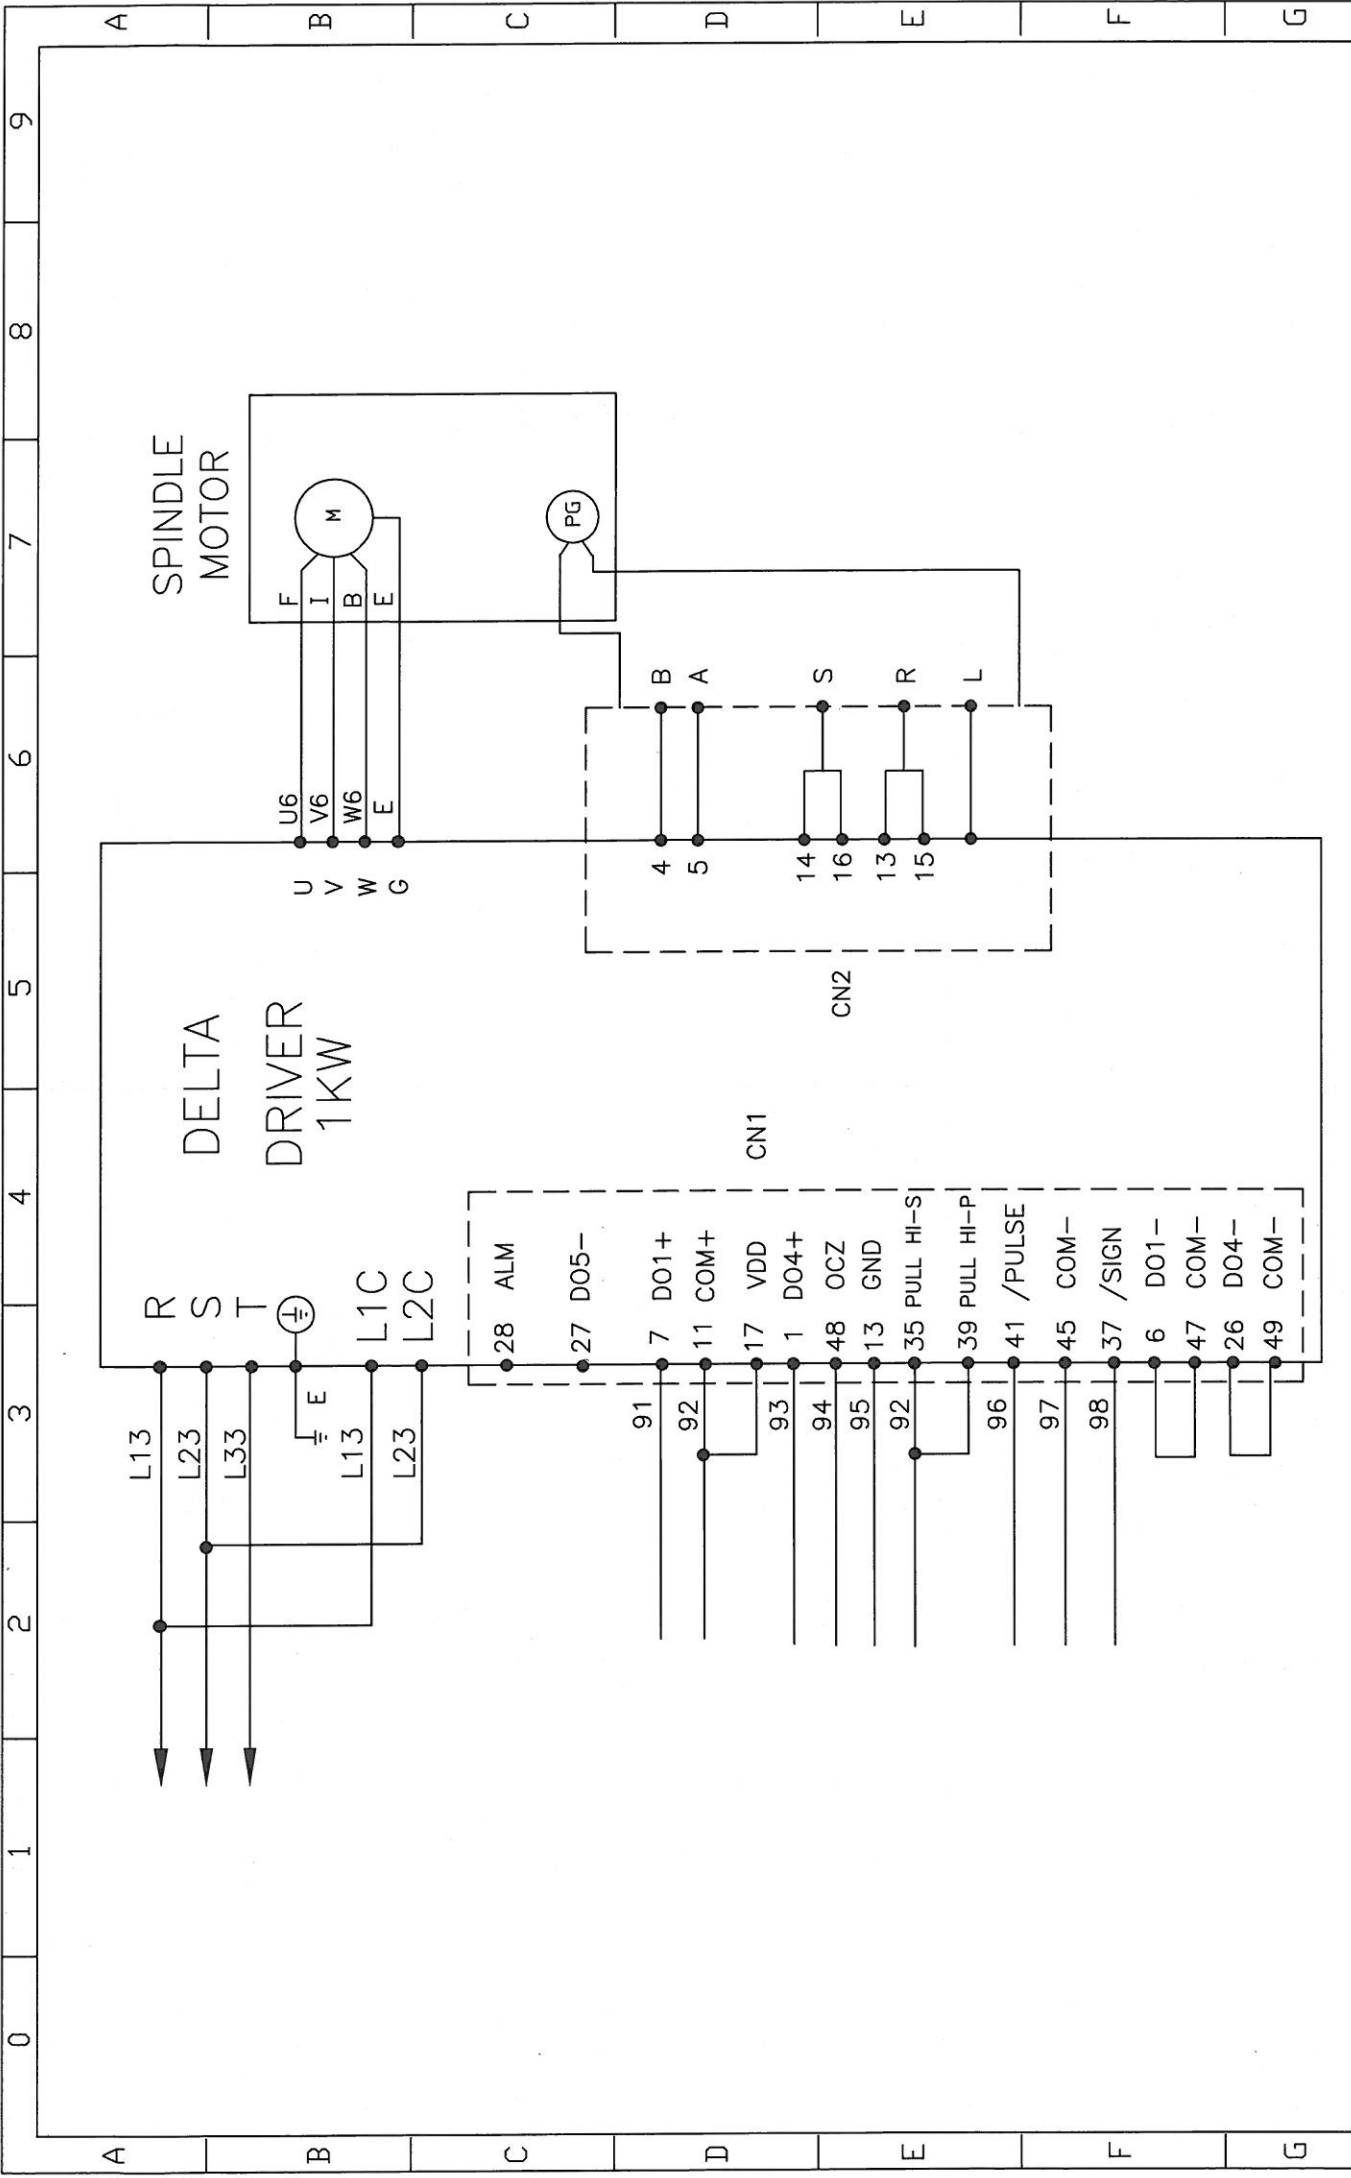 0 1 2 3 4 5 6 7 8 9
A
B
C
D
E
F
G
A
B
C
D
E
F
G
DELTA
DRIVER
1KW
SPINDLE
MOTOR
L13 R
L23 S
L33 T
E
L13 L1C
L23 L2C
28 ALM
27 DO5-
91 7 DO1+
92 11 COM+
17 VDD
93 1 DO4+
94 48 OCZ
95 13 GND
92 35 PULL HI-S
39 PULL HI-P
96 41 /PULSE
97 45 COM-
98 37 /SIGN
6 DO1-
47 COM-
26 DO4-
49 COM-
CN1
U U6 F
V V6 I
W W6 B
G E E
M
PG
4 B
5 A
14
S
16
13
R
15
L
CN2